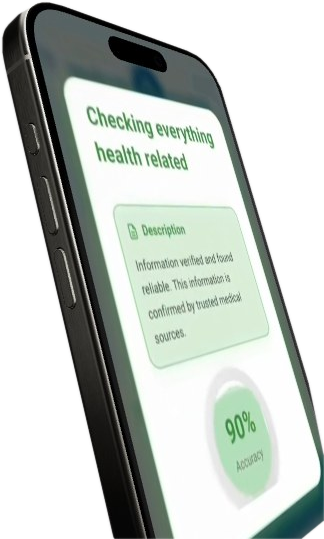 Checking everything
health related
Description
Information verified and found
reliable. This information is
confirmed by trusted medical
sources.
90%
Accuracy